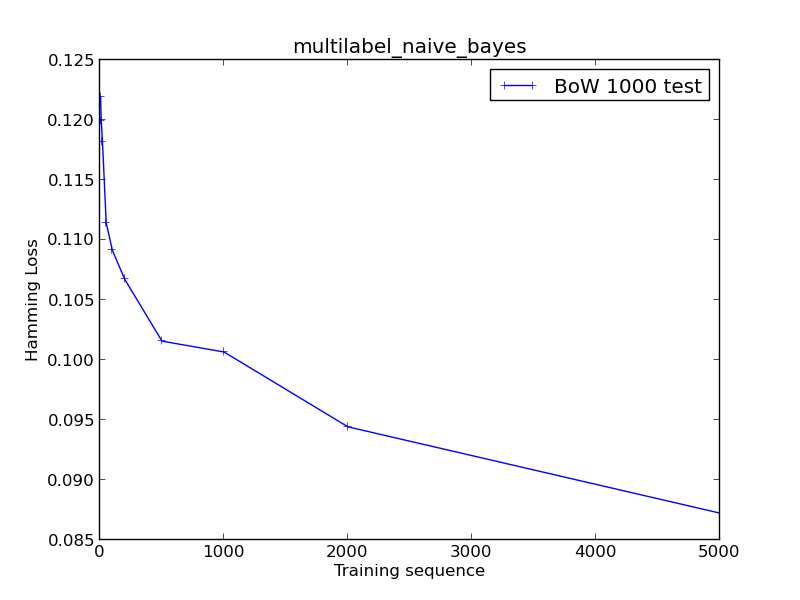 multilabel_naive_bayes
BoW 1000 test
0.125
0.120
0.115
0.110
0.105
0.100
0.095
0.090
0.085
Hamming Loss
0 1000 2000 3000 4000 5000
Training sequence